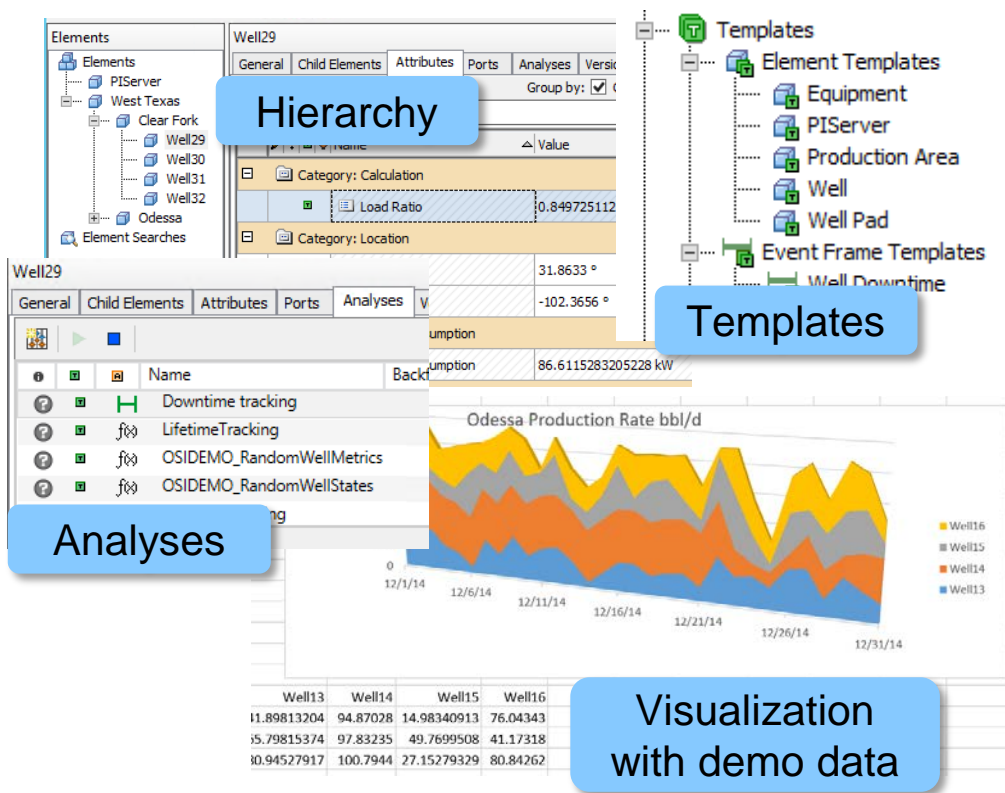 Elements
Elements
PIServer
West Texas
Clear Fork
Well29
Well30
Well31
Well32
Odessa
Element Searches
Well29
General Child Elements Attributes Ports Analyses
Group by:
Hierarchy
Name Value
Category: Calculation
Load Ratio 0.849725112
Category: Location
31.8633 °
-102.3656 °
86.6115283205228 kW
Templates
Element Templates
Equipment
PIServer
Production Area
Well
Well Pad
Event Frame Templates
Well Downtime
Templates
Well29
General Child Elements Attributes Ports Analyses
Name
Downtime tracking
LifetimeTracking
OSIDEMO_RandomWellMetrics
OSIDEMO_RandomWellStates
Analyses
Odessa Production Rate bbl/d
Well16
Well15
Well14
Well13
0
12/1/14 12/6/14 12/11/14 12/16/14 12/21/14 12/26/14 12/31/14
Well13 Well14 Well15 Well16
94.87028 14.98340913 76.04343
97.83235 49.7699508 41.17318
100.7944 27.15279329 80.84262
Visualization
with demo data